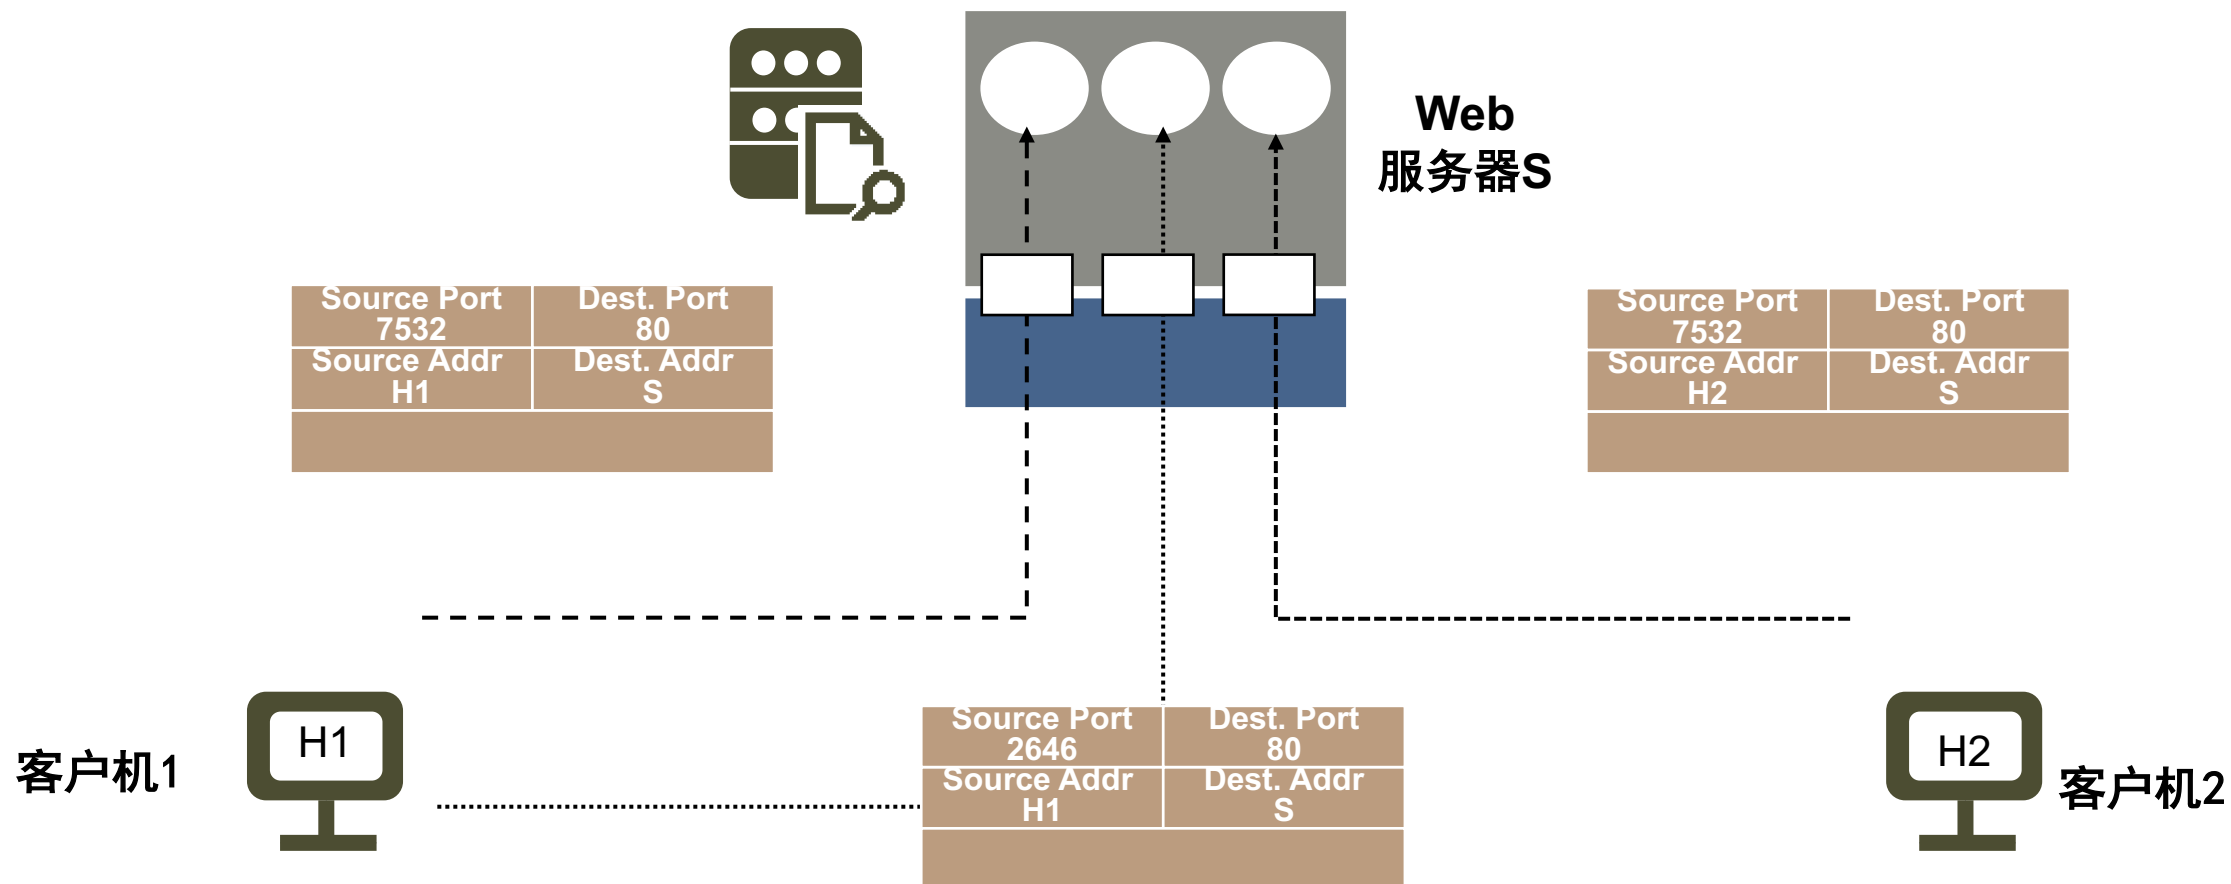 Web
服务器S
Source Port
7532
Dest. Port
80
Source Addr
H1
Dest. Addr
S
Source Port
7532
Dest. Port
80
Source Addr
H2
Dest. Addr
S
客户机1
H1
Source Port
2646
Dest. Port
80
Source Addr
H1
Dest. Addr
S
H2
客户机2